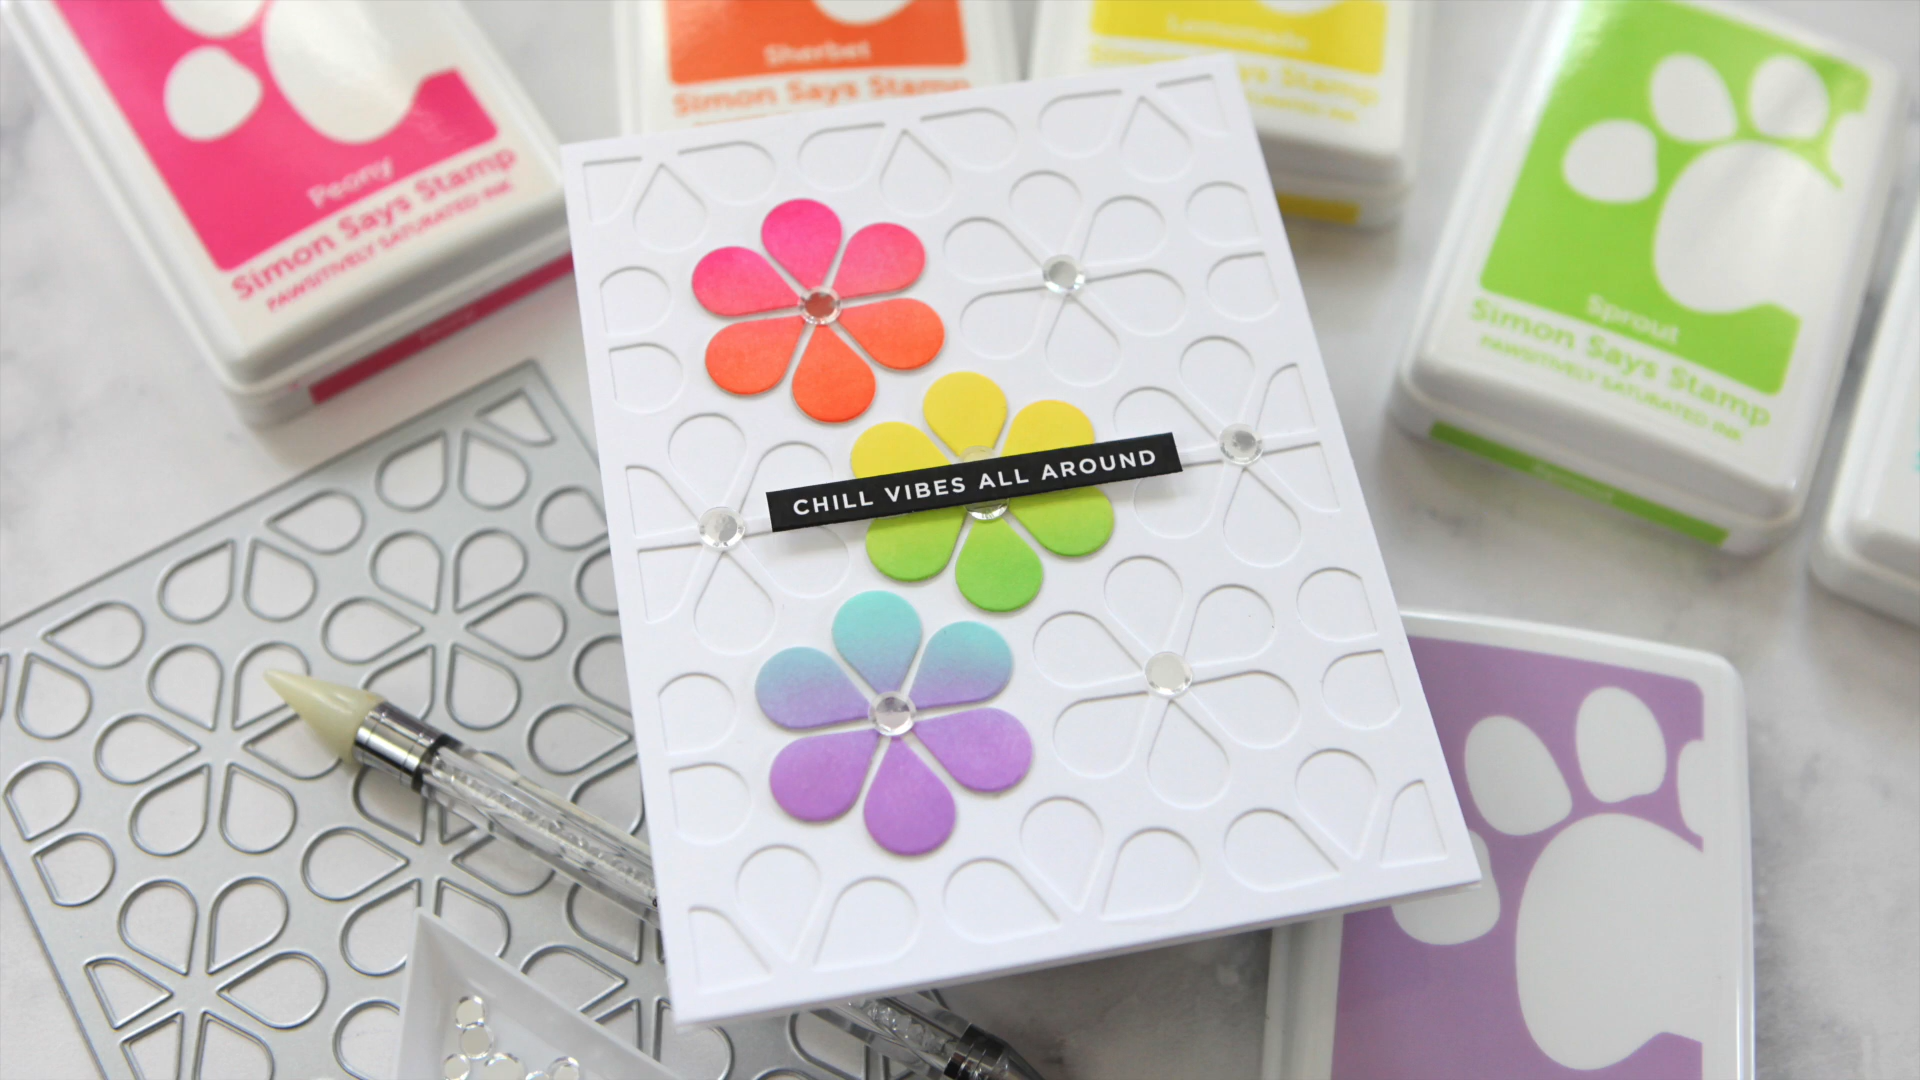 Peony
Simon Says Stamp
PAWSITIVELY SATURATED INK
Sherbet
Simon Says Stamp
Lemonade
Says Stamp
CHILL VIBES ALL AROUND
Sprout
Simon Says Stamp
PAWSITIVELY SATURATED INK